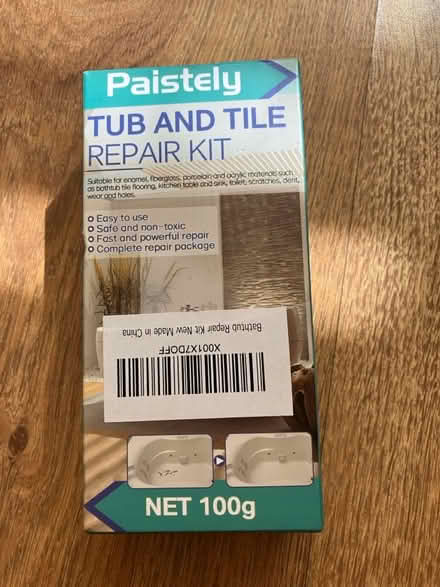 Paistely
TUB AND TILE
REPAIR KIT
Suitable for enamel, fiberglass, porcelain and acrylic materials such
as bathtub tile flooring, kitchen table and sink, toilet, scratches, dent,
wear and holes.
Easy to use
Safe and non-toxic
Fast and powerful repair
Complete repair package
X001X7DOFF
Bathtub Repair Kit New Made in China
NET 100g